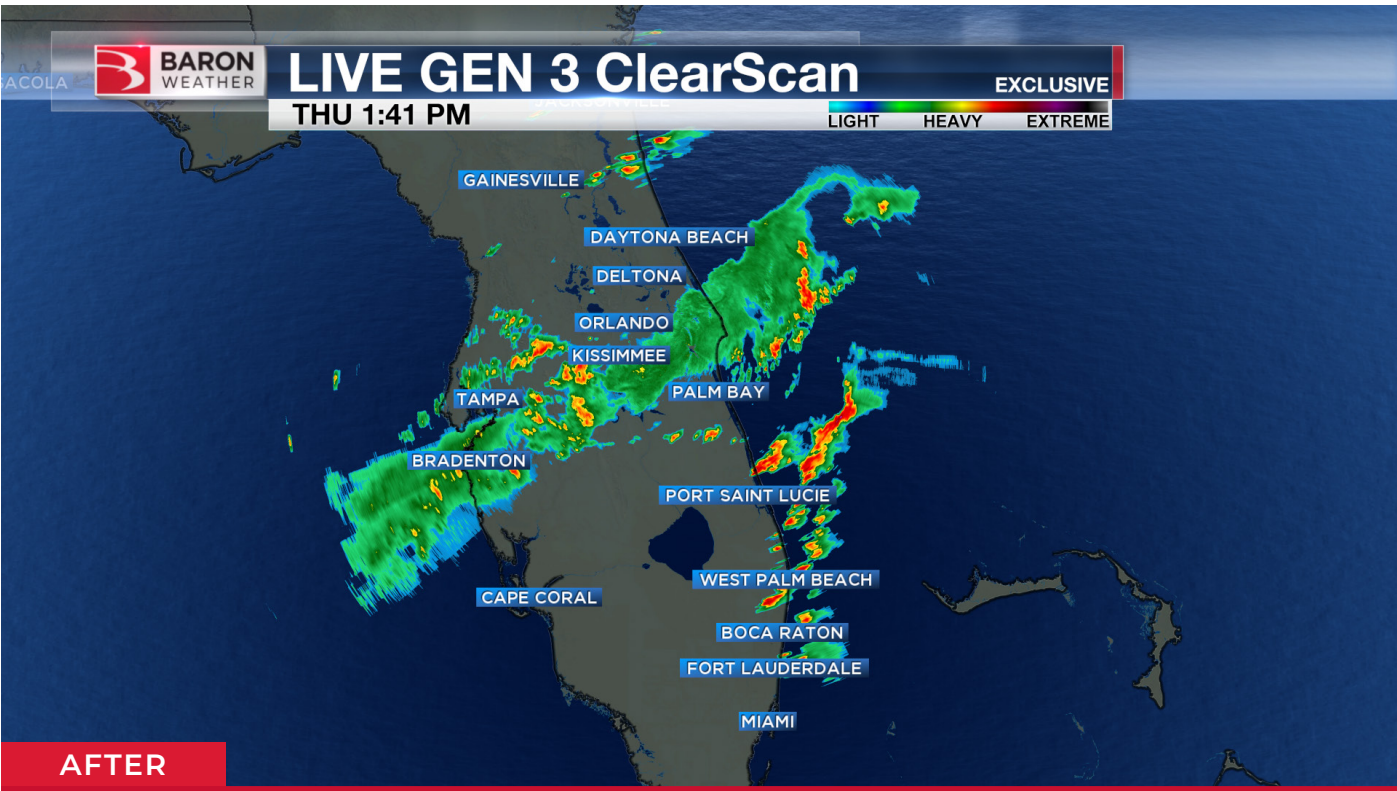 BARON
WEATHER
LIVE GEN 3 ClearScan
EXCLUSIVE
ACOLA
JACKSONVILLE
THU 1:41 PM
LIGHT HEAVY EXTREME
GAINESVILLE
DAYTONA BEACH
DELTONA
ORLANDO
KISSIMMEE
PALM BAY
TAMPA
BRADENTON
PORT SAINT LUCIE
WEST PALM BEACH
CAPE CORAL
BOCA RATON
FORT LAUDERDALE
MIAMI
AFTER